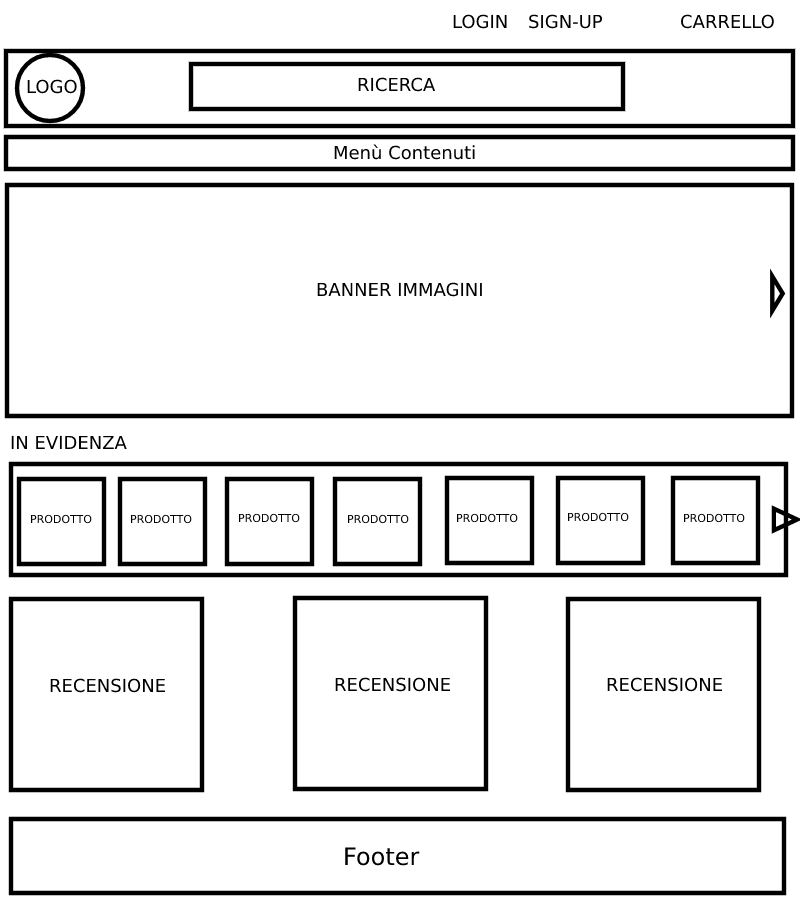 LOGIN SIGN-UP CARRELLO
LOGO RICERCA
Menù Contenuti
BANNER IMMAGINI
IN EVIDENZA
PRODOTTO PRODOTTO PRODOTTO PRODOTTO PRODOTTO PRODOTTO PRODOTTO
RECENSIONE RECENSIONE RECENSIONE
Footer